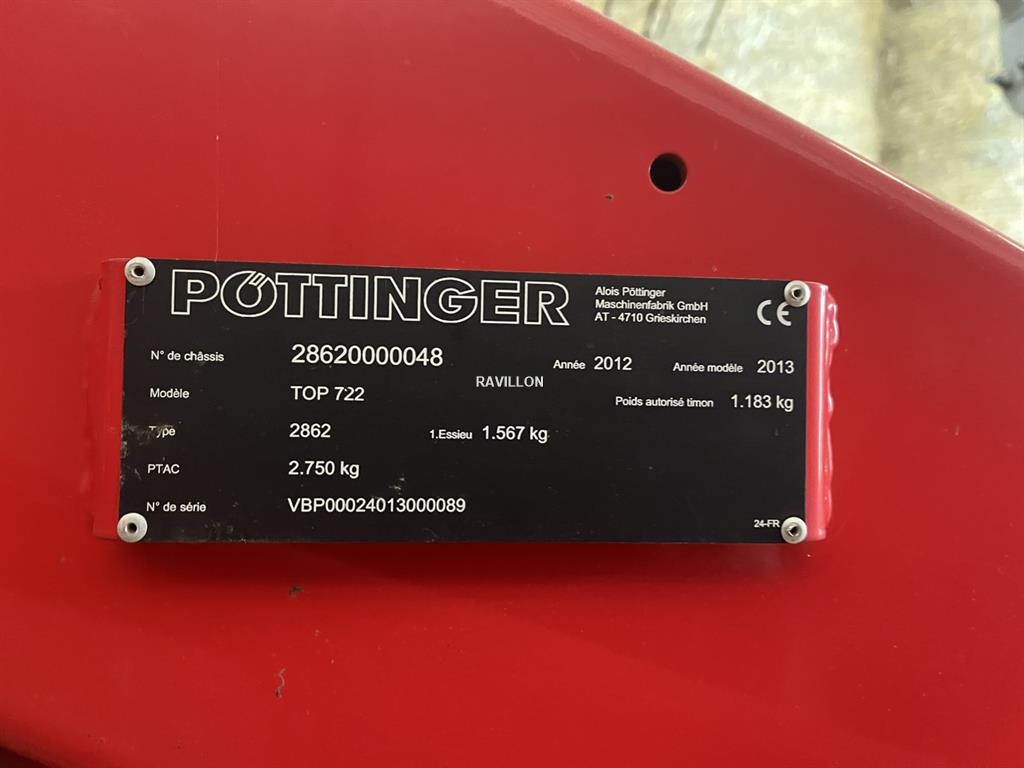 PÖTTINGER
Alois Pöttinger
Maschinenfabrik GmbH
AT - 4710 Grieskirchen
CE
N° de châssis 28620000048 Année 2012 Année modèle 2013
RAVILLON
Modèle TOP 722 Poids autorisé timon 1.183 kg
Type 2862 1.Essieu 1.567 kg
PTAC 2.750 kg
N° de série VBP00024013000089
24-FR